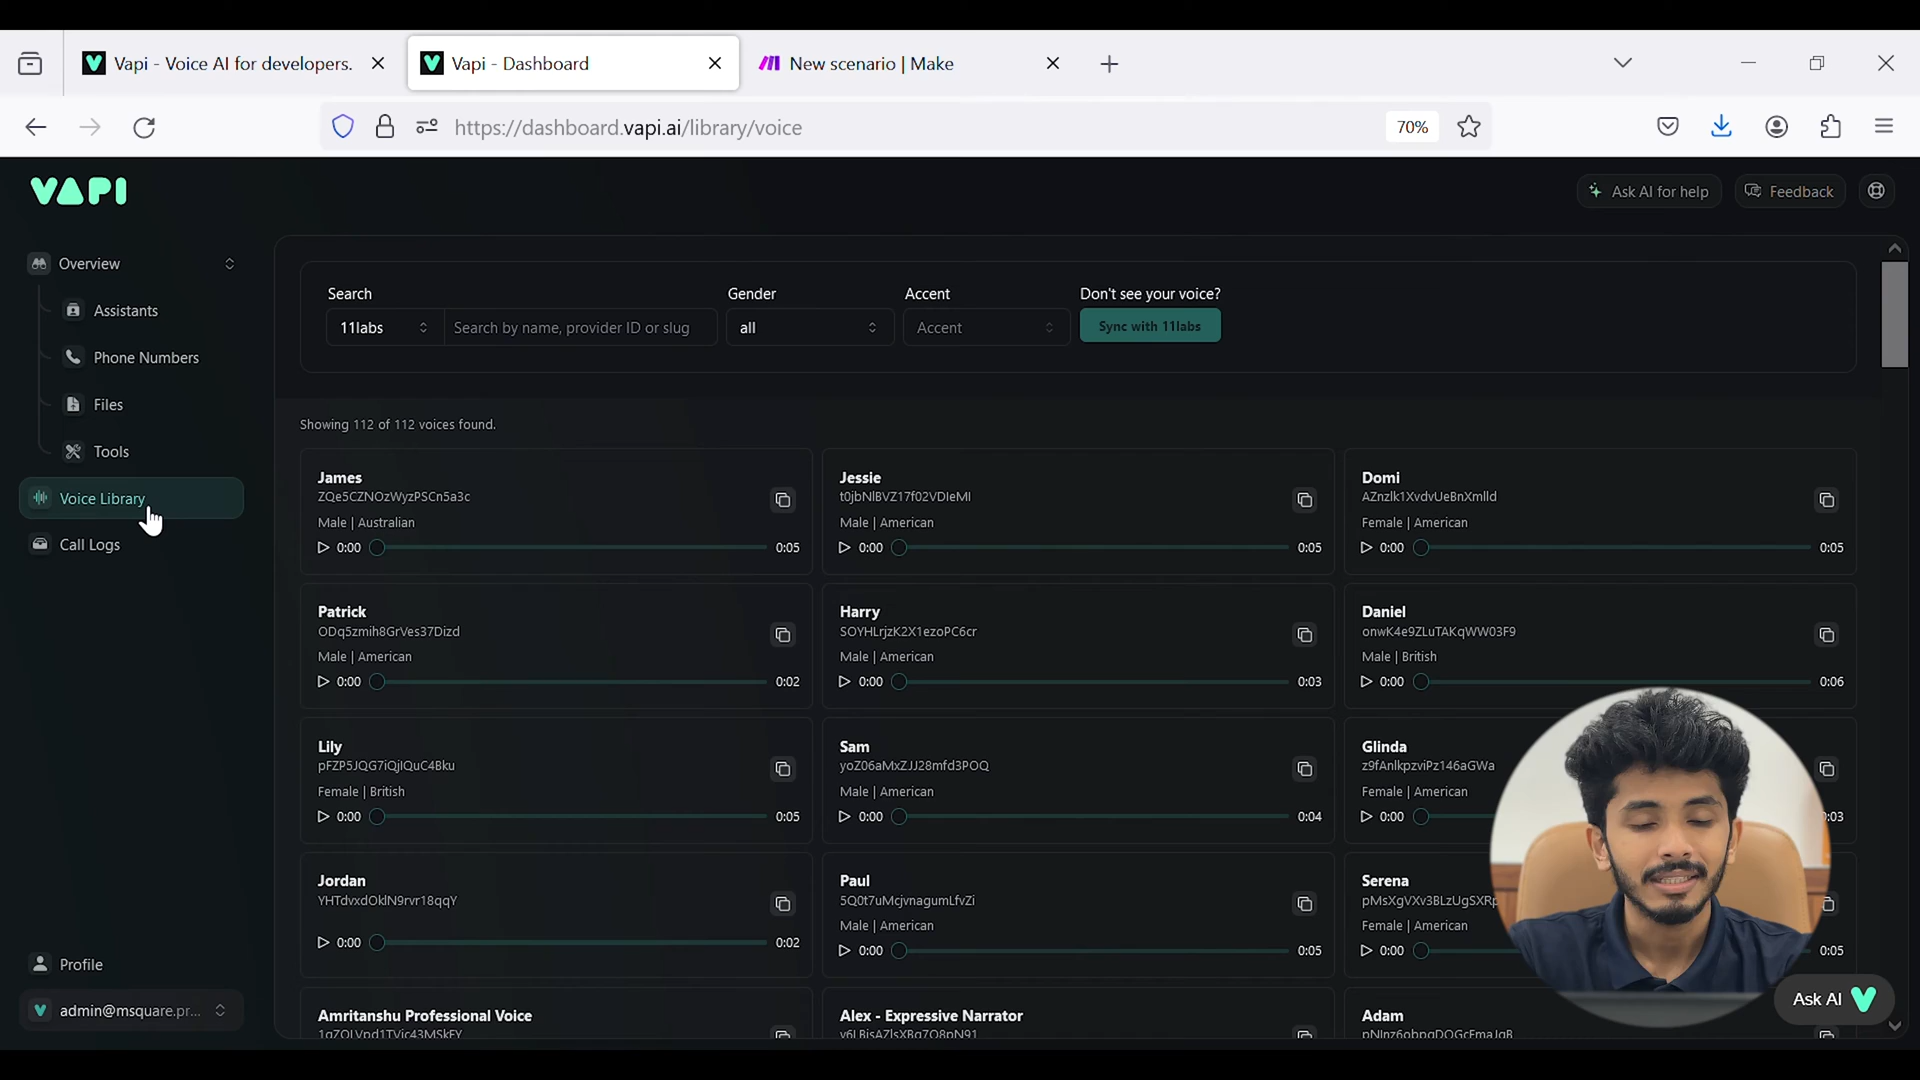 Vapi - Voice AI for developers.
Vapi - Dashboard
New scenario | Make
https://dashboard.vapi.ai/library/voice
70%
VAPI
Ask AI for help
Feedback
Overview
Assistants
Phone Numbers
Files
Tools
Voice Library
Call Logs
Profile
admin@msquare.pr...
Search
Gender
Accent
Don't see your voice?
11labs
Search by name, provider ID or slug
all
Accent
Sync with 11labs
Showing 112 of 112 voices found.
James
ZQe5CZNOzWyzPSCn5a3c
Male | Australian
0:00
0:05
Jessie
t0jbNlBVZ17f02VDIeMI
Male | American
0:00
0:05
Domi
AZnzlk1XvdvUeBnXmlld
Female | American
0:00
0:05
Patrick
ODq5zmih8GrVes37Dizd
Male | American
0:00
0:02
Harry
SOYHLrjzK2X1ezoPC6cr
Male | American
0:00
0:03
Daniel
onwK4e9ZLuTAKqWW03F9
Male | British
0:00
0:06
Lily
pFZP5JQG7iQjIQuC4Bku
Female | British
0:00
0:05
Sam
yoZ06aMxZJJ28mfd3POQ
Male | American
0:00
0:04
Glinda
z9fAnlkpzviPz146aGWa
Female | American
0:00
:03
Jordan
YHTdvxdOklN9rvr18qqY
0:00
0:02
Paul
5Q0t7uMcjvnagumLfvZi
Male | American
0:00
0:05
Serena
pMsXgVXv3BLzUgSXRp
Female | American
0:00
0:05
Amritanshu Professional Voice
Alex - Expressive Narrator
Adam
Ask AI